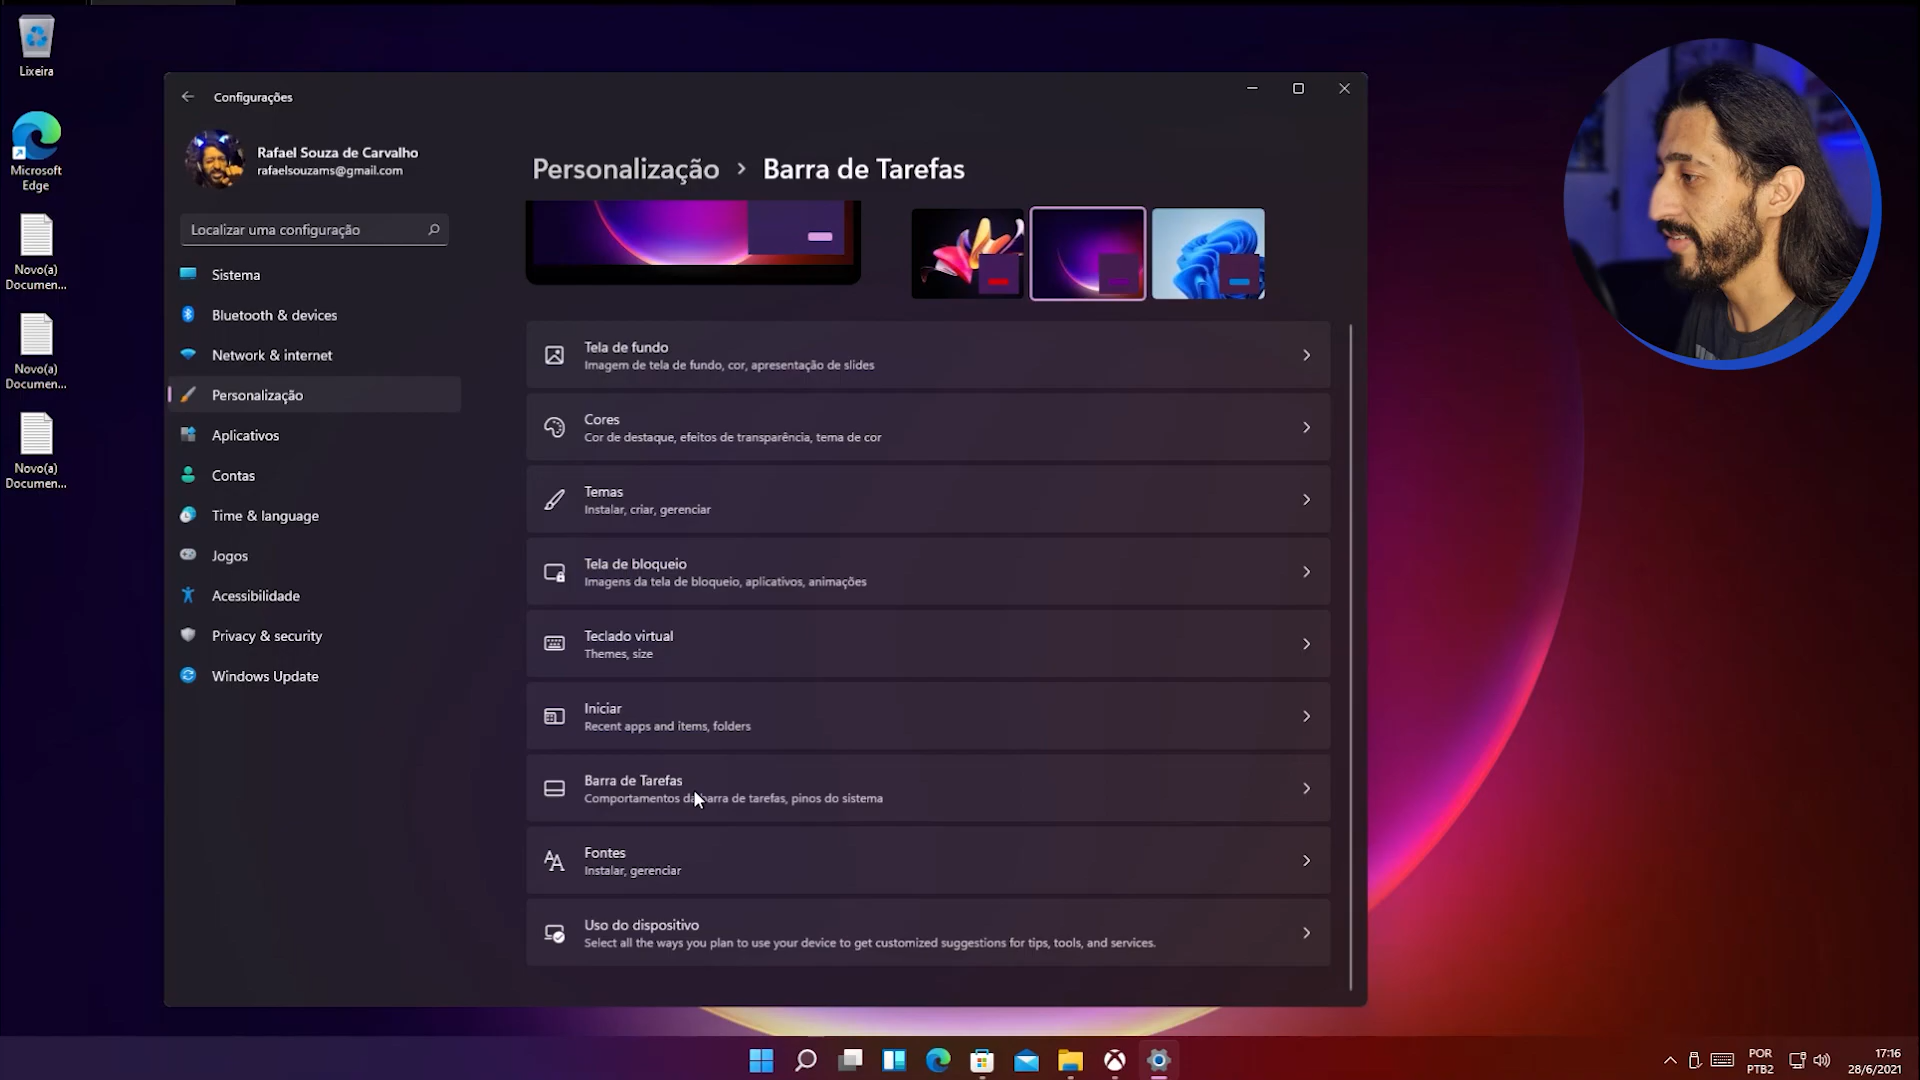 Lixeira
Microsoft
Edge
Novo(a)
Documen...
Novo(a)
Documen...
Novo(a)
Documen...
Configurações
Rafael Souza de Carvalho
rafaelsouzams@gmail.com
Localizar uma configuração
Sistema
Bluetooth & devices
Network & internet
Personalização
Aplicativos
Contas
Time & language
Jogos
Acessibilidade
Privacy & security
Windows Update
Personalização > Barra de Tarefas
Tela de fundo
Imagem de tela de fundo, cor, apresentação de slides
Cores
Cor de destaque, efeitos de transparência, tema de cor
Temas
Instalar, criar, gerenciar
Tela de bloqueio
Imagens da tela de bloqueio, aplicativos, animações
Teclado virtual
Themes, size
Iniciar
Recent apps and items, folders
Barra de Tarefas
Comportamentos da barra de tarefas, pinos do sistema
Fontes
Instalar, gerenciar
Uso do dispositivo
Select all the ways you plan to use your device to get customized suggestions for tips, tools, and services.
POR
PTB2
17:16
28/6/2021